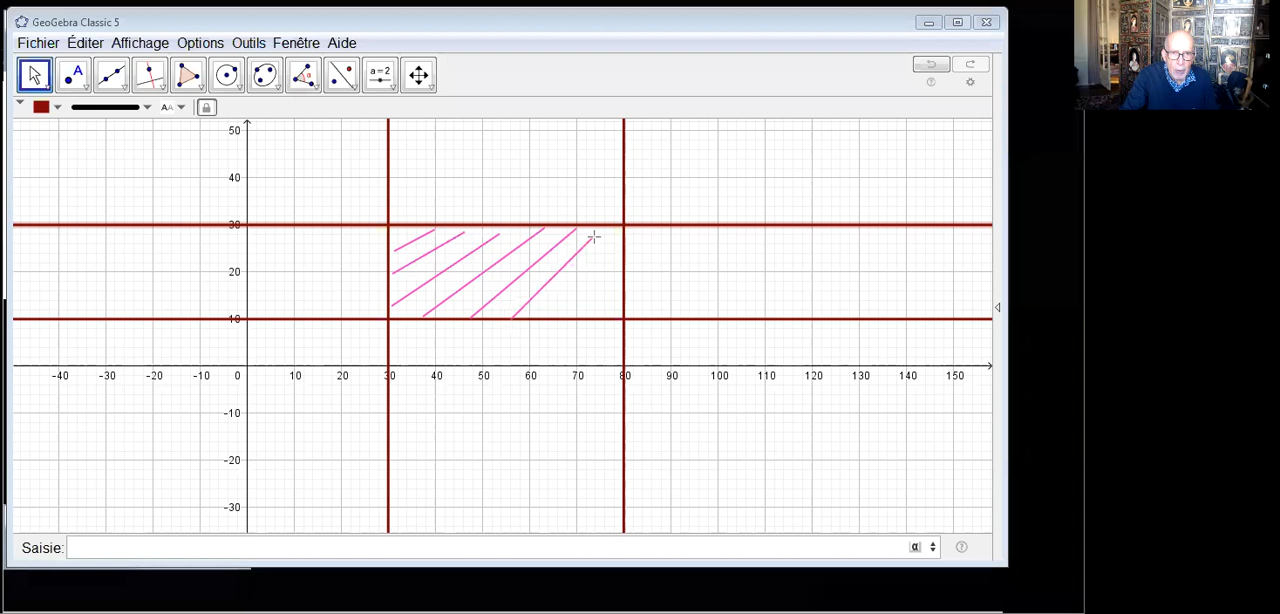 GeoGebra Classic 5
Fichier Éditer Affichage Options Outils Fenêtre Aide
A α a=2
AA
50
40
30
20
10
-40 -30 -20 -10 0 10 20 30 40 50 60 70 80 90 100 110 120 130 140 150
-10
-20
-30
Saisie: α